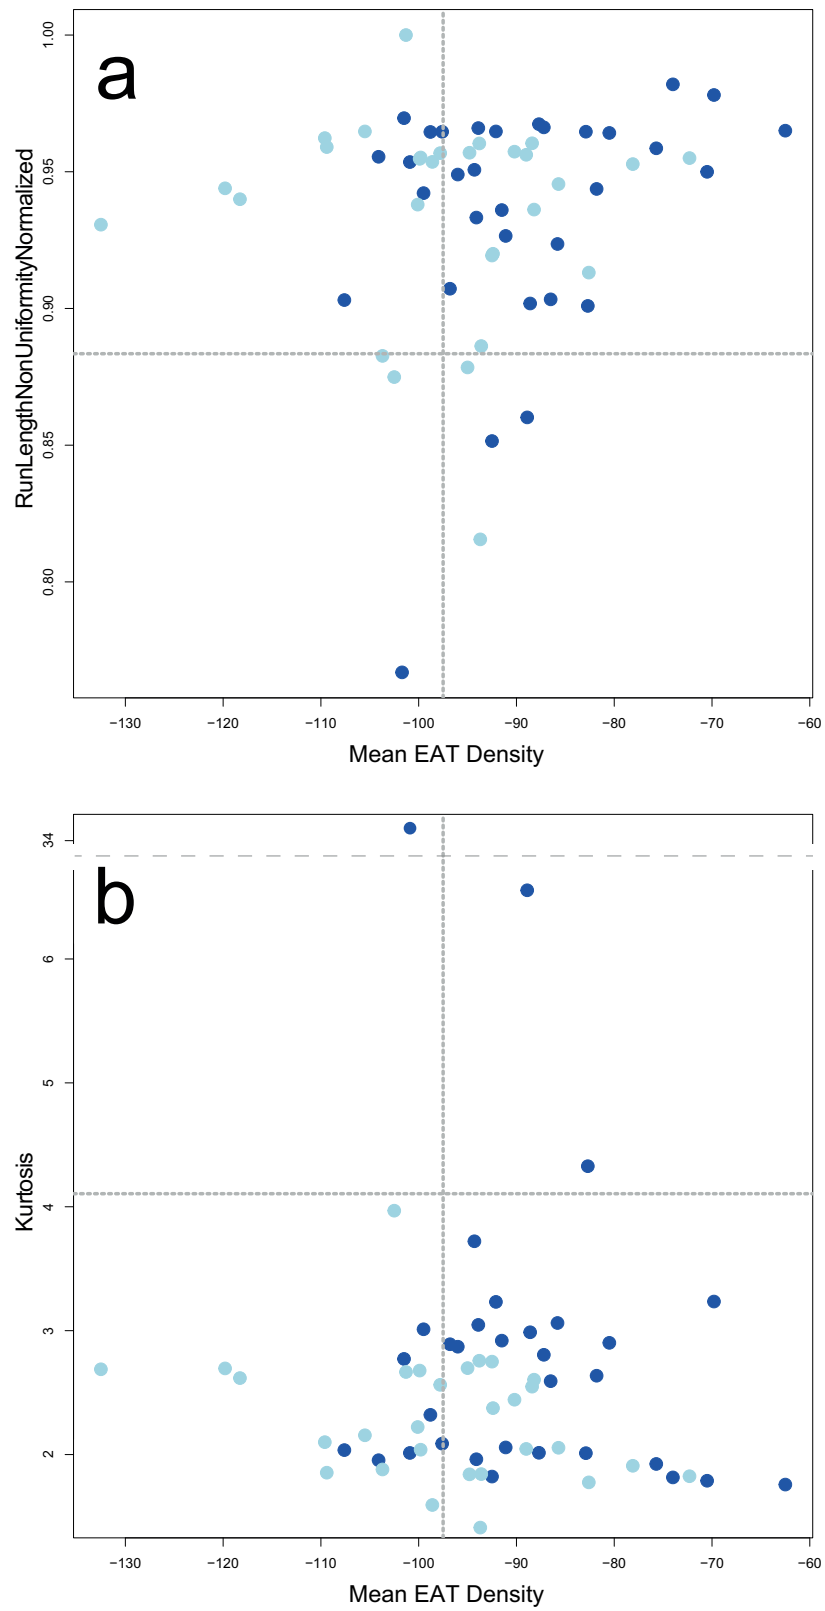 a
RunLengthNonUniformityNormalized
1.00
0.95
0.90
0.85
0.80
−130 −120 −110 −100 −90 −80 −70 −60
Mean EAT Density
b
Kurtosis
34
6
5
4
3
2
−130 −120 −110 −100 −90 −80 −70 −60
Mean EAT Density